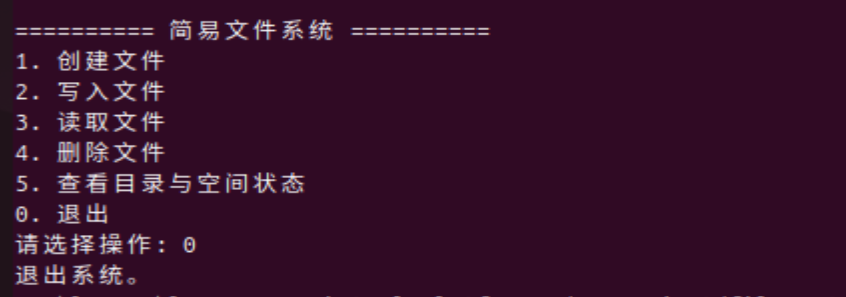 ========== 简易文件系统 ==========
1. 创建文件
2. 写入文件
3. 读取文件
4. 删除文件
5. 查看目录与空间状态
0. 退出
请选择操作: 0
退出系统。